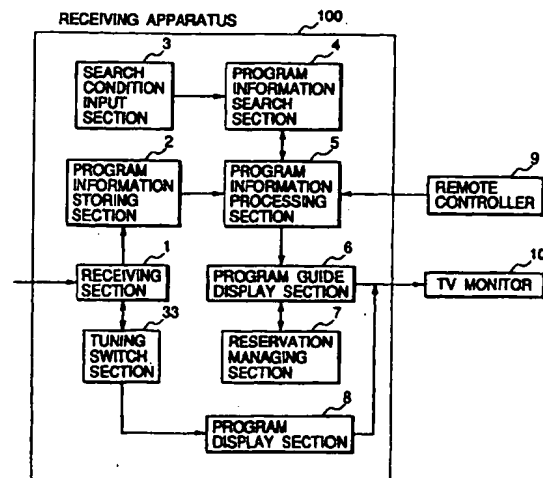 RECEIVING APPARATUS
100
3
SEARCH
CONDITION
INPUT
SECTION
4
PROGRAM
INFORMATION
SEARCH
SECTION
2
PROGRAM
INFORMATION
STORING
SECTION
5
PROGRAM
INFORMATION
PROCESSING
SECTION
9
REMOTE
CONTROLLER
1
RECEIVING
SECTION
6
PROGRAM GUIDE
DISPLAY SECTION
10
TV MONITOR
33
TUNING
SWITCH
SECTION
7
RESERVATION
MANAGING
SECTION
8
PROGRAM
DISPLAY SECTION